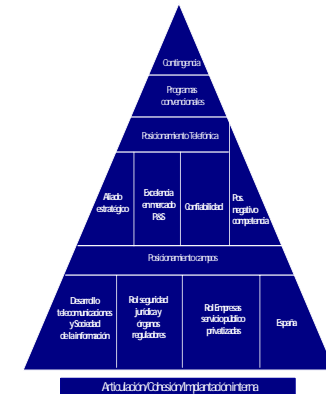 Contingencia
Programas
convencionales
Posicionamiento Telefónica
Aliado
estratégico
Excelencia
en mercado
P&S
Confiabilidad
Pos.
negativo
competencia
Posicionamiento campos
Desarrollo
telecomunicaciones
y Sociedad
de la información
Rol seguridad
jurídica y
órganos
reguladores
Rol Empresas
servicio público
privatizadas
España
Articulación/Cohesión/Implantación interna